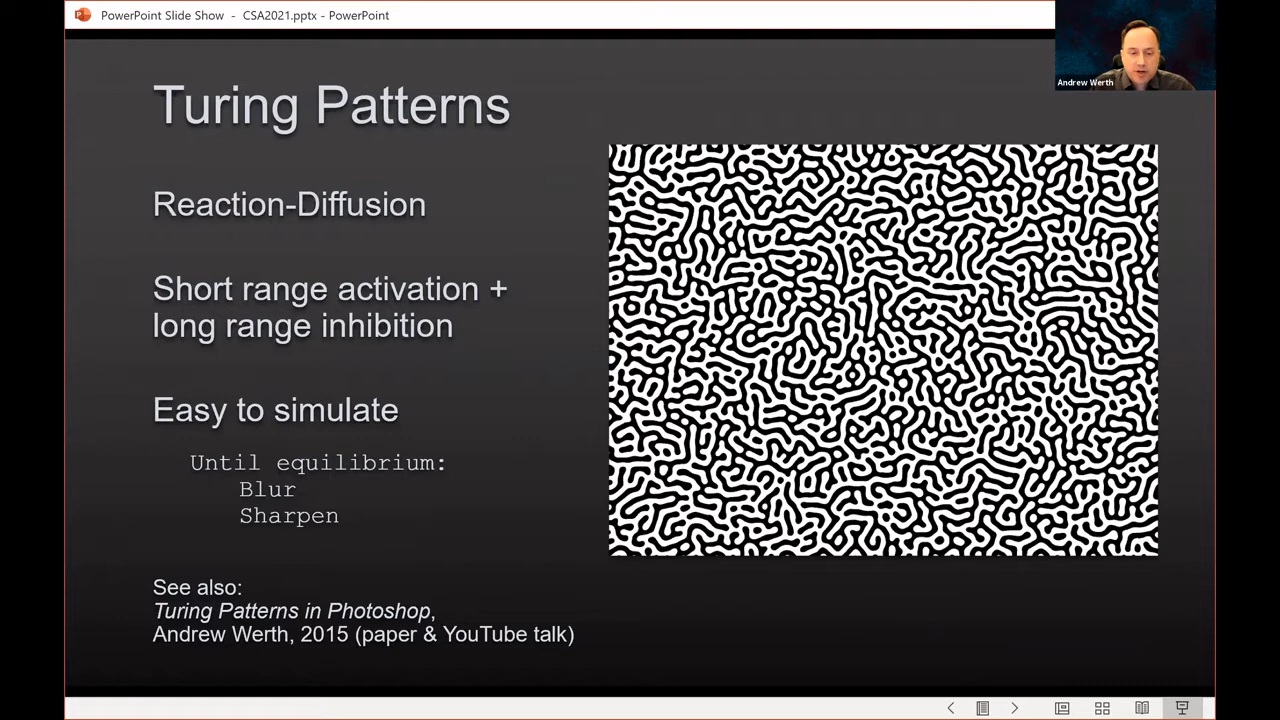 PowerPoint Slide Show - CSA2021.pptx - PowerPoint
Andrew Werth
Turing Patterns
Reaction-Diffusion
Short range activation +
long range inhibition
Easy to simulate
Until equilibrium:
Blur
Sharpen
See also:
Turing Patterns in Photoshop,
Andrew Werth, 2015 (paper & YouTube talk)